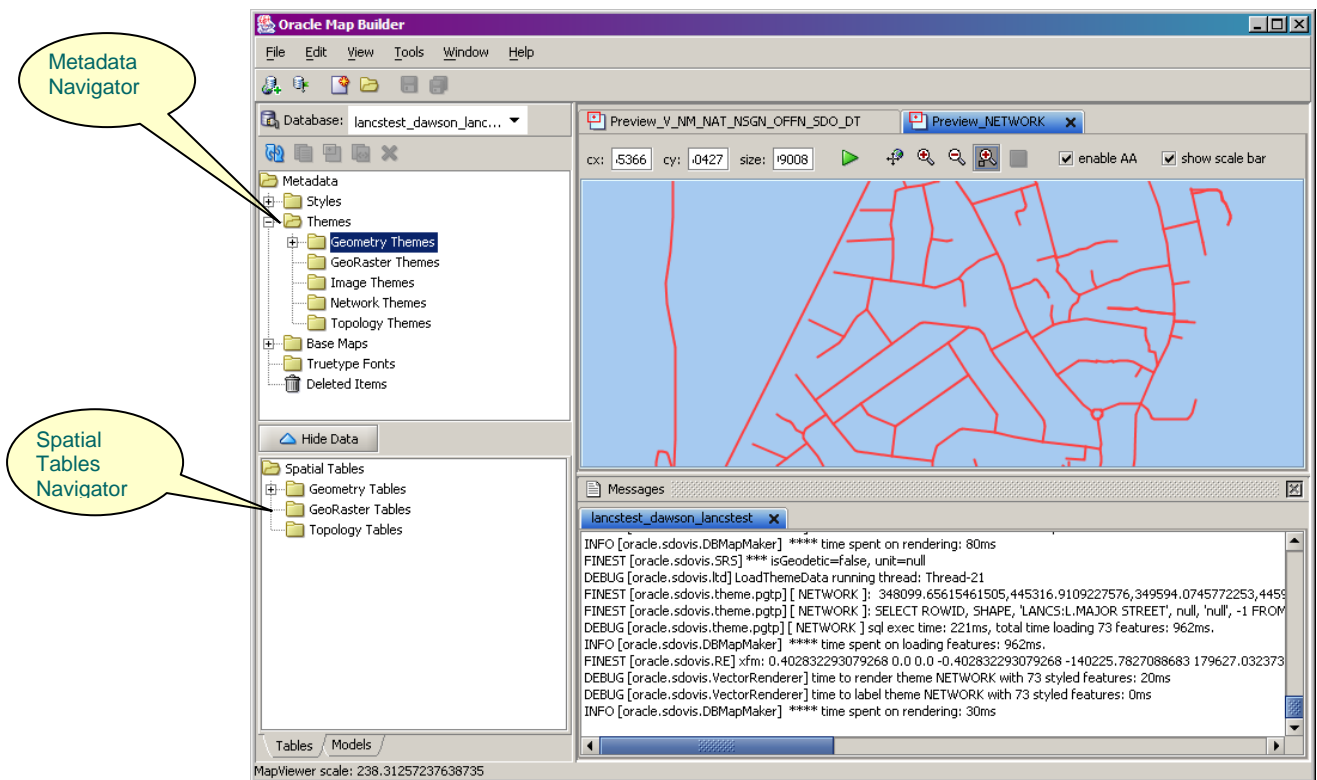 Oracle Map Builder
File Edit View Tools Window Help
Metadata
Navigator
Database: lancstest_dawson_lanc...
Metadata
Styles
Themes
Geometry Themes
GeoRaster Themes
Image Themes
Network Themes
Topology Themes
Base Maps
Truetype Fonts
Deleted Items
Hide Data
Spatial
Tables
Navigator
Spatial Tables
Geometry Tables
GeoRaster Tables
Topology Tables
Tables Models
Preview_V_NM_NAT_NSGN_OFFN_SDO_DT Preview_NETWORK
cx: .5366 cy: .0427 size: 9008 enable AA show scale bar
Messages
lancstest_dawson_lancstest
INFO [oracle.sdovis.DBMapMaker] **** time spent on rendering: 80ms
FINEST [oracle.sdovis.SRS] *** isGeodetic=false, unit=null
DEBUG [oracle.sdovis.ltd] LoadThemeData running thread: Thread-21
FINEST [oracle.sdovis.theme.pgtp] [ NETWORK ]: 348099.65615461505,445316.9109227576,349594.0745772253,4459
FINEST [oracle.sdovis.theme.pgtp] [ NETWORK ]: SELECT ROWID, SHAPE, 'LANCS:L.MAJOR STREET', null, 'null', -1 FROM
DEBUG [oracle.sdovis.theme.pgtp] [ NETWORK ] sql exec time: 221ms, total time loading 73 features: 962ms.
INFO [oracle.sdovis.DBMapMaker] **** time spent on loading features: 962ms.
FINEST [oracle.sdovis.RE] xfm: 0.402832293079268 0.0 0.0 -0.402832293079268 -140225.7827088683 179627.032373
DEBUG [oracle.sdovis.VectorRenderer] time to render theme NETWORK with 73 styled features: 20ms
DEBUG [oracle.sdovis.VectorRenderer] time to label theme NETWORK with 73 styled features: 0ms
INFO [oracle.sdovis.DBMapMaker] **** time spent on rendering: 30ms
MapViewer scale: 238.31257237638735